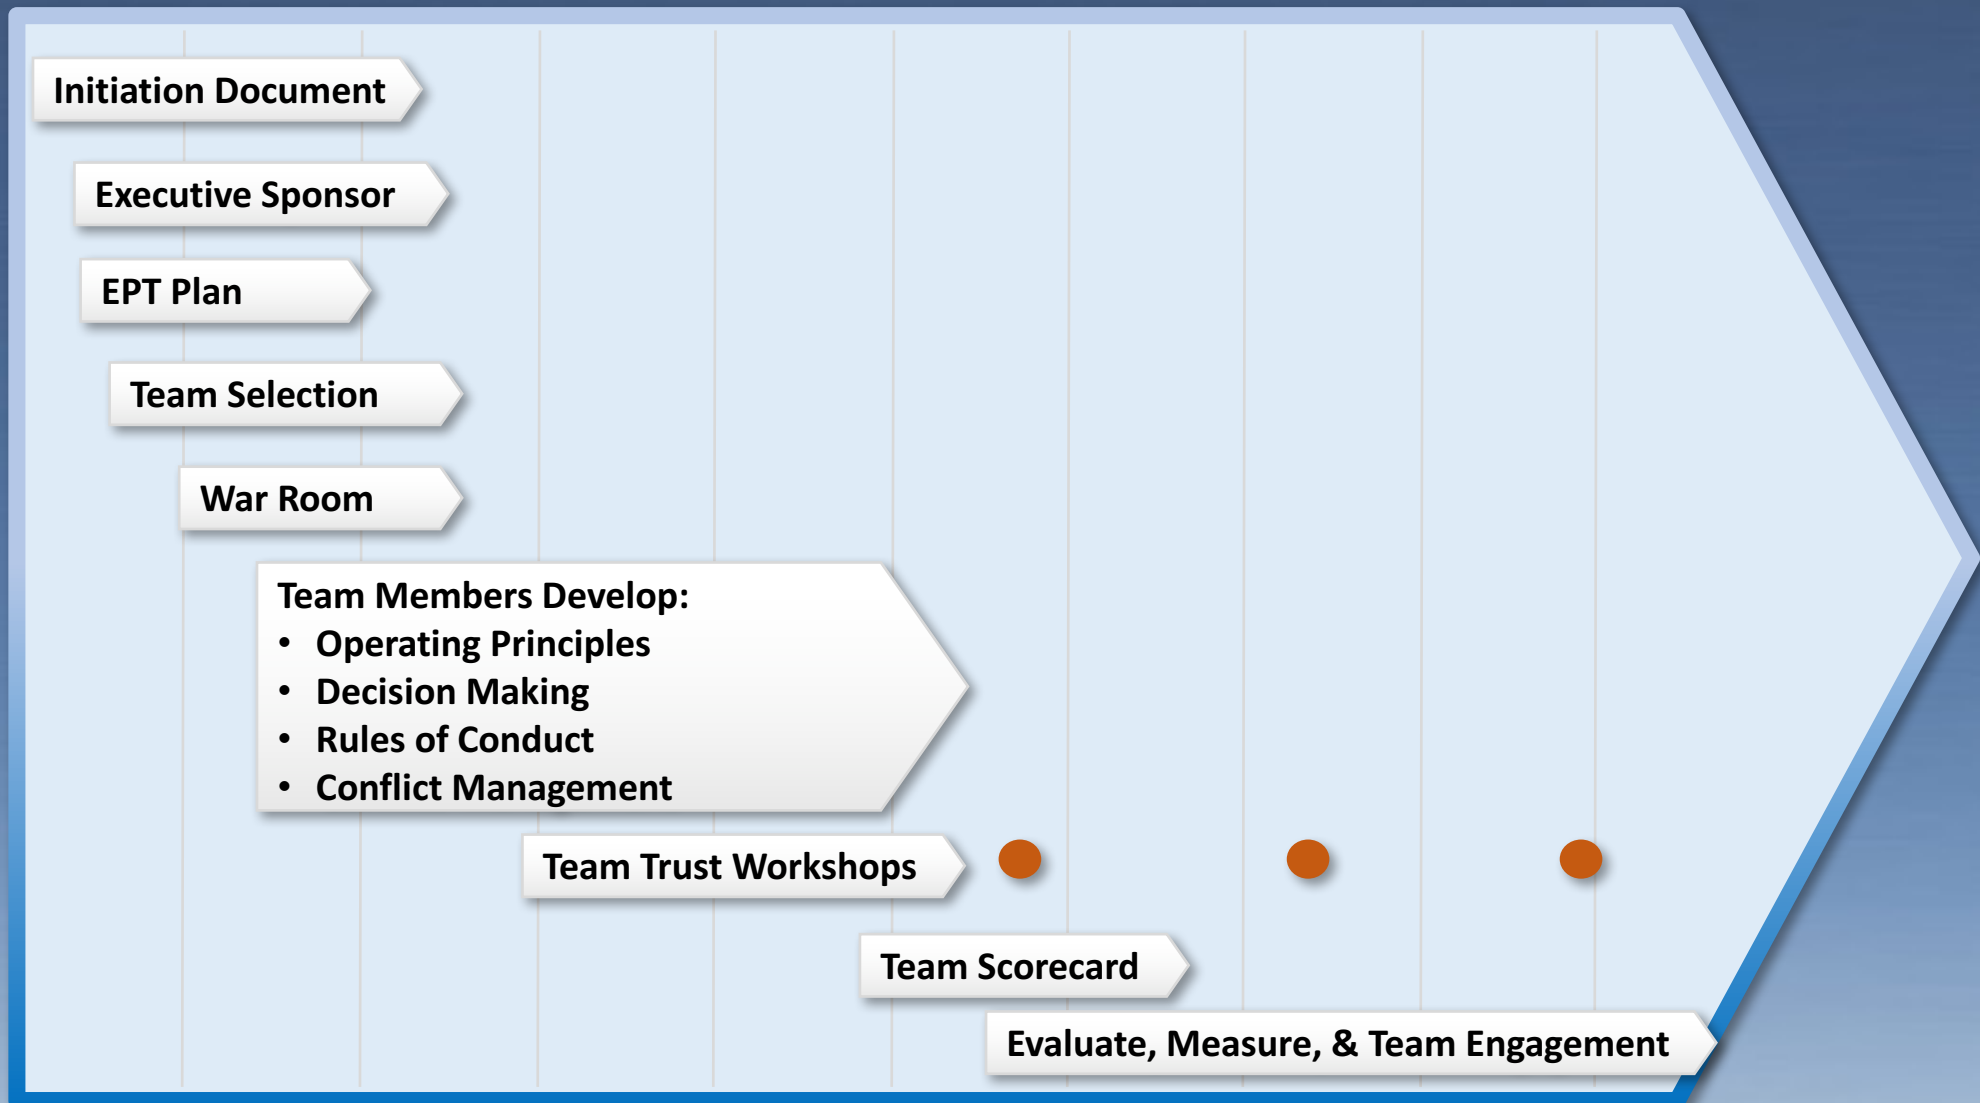 Initiation Document
Executive Sponsor
EPT Plan
Team Selection
War Room
Team Members Develop:
• Operating Principles
• Decision Making
• Rules of Conduct
• Conflict Management
Team Trust Workshops
Team Scorecard
Evaluate, Measure, & Team Engagement